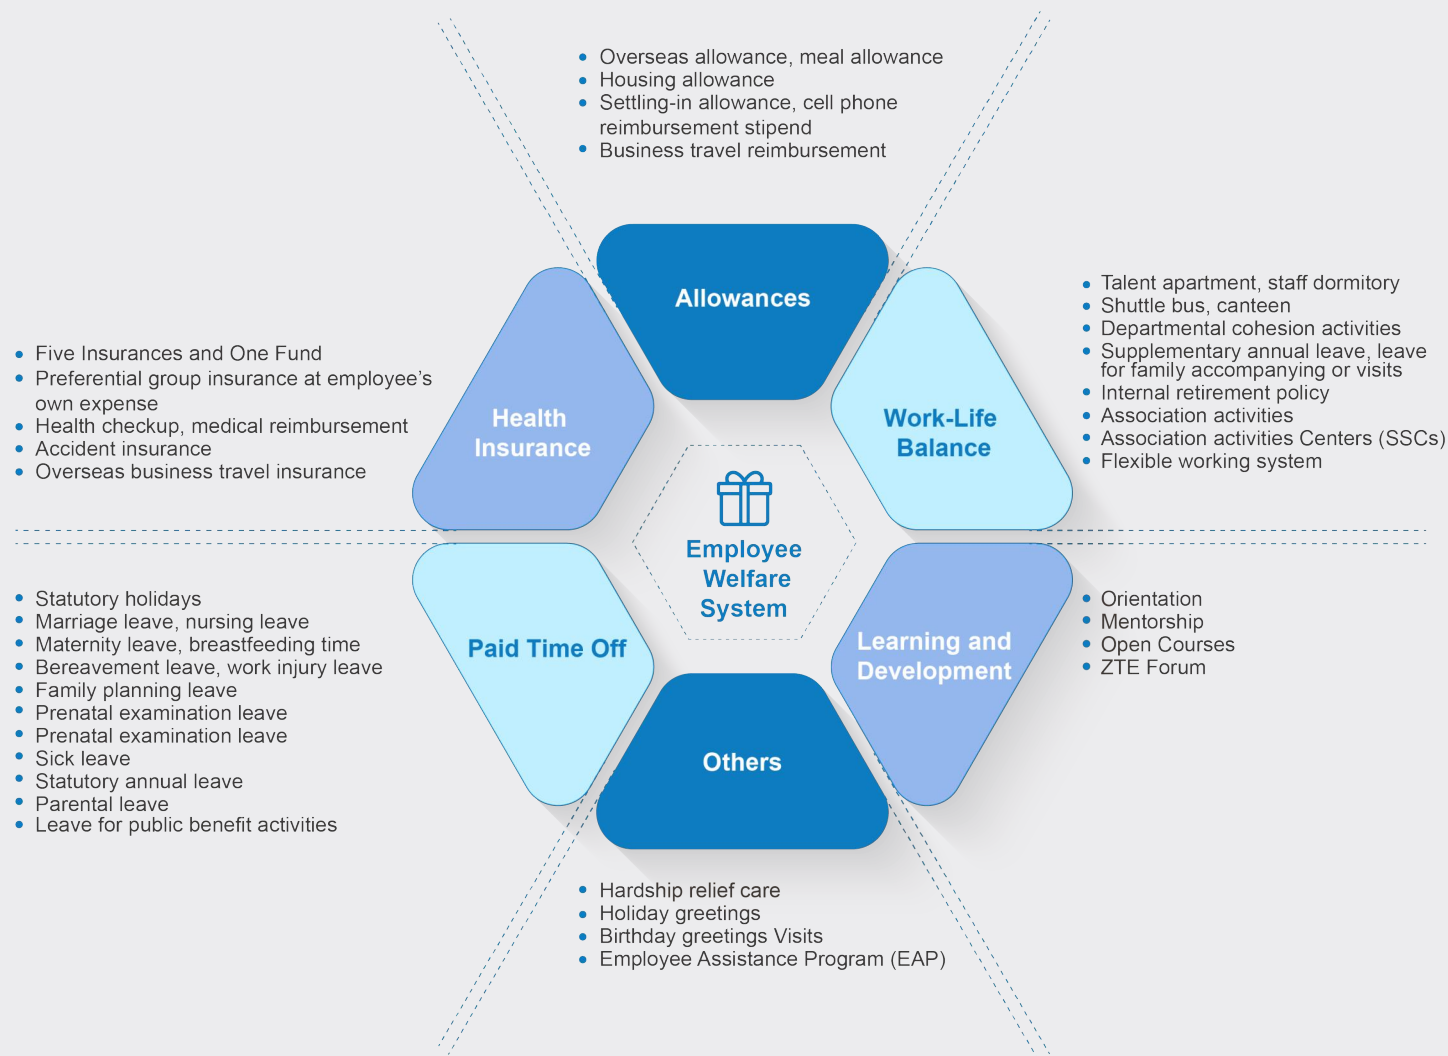 Overseas allowance, meal allowance
Housing allowance
Settling-in allowance, cell phone
reimbursement stipend
Business travel reimbursement
Allowances
Talent apartment, staff dormitory
Shuttle bus, canteen
Departmental cohesion activities
Supplementary annual leave, leave
for family accompanying or visits
Internal retirement policy
Association activities
Association activities Centers (SSCs)
Flexible working system
Work-Life
Balance
Five Insurances and One Fund
Preferential group insurance at employee’s
own expense
Health checkup, medical reimbursement
Accident insurance
Overseas business travel insurance
Health
Insurance
Employee
Welfare
System
Statutory holidays
Marriage leave, nursing leave
Maternity leave, breastfeeding time
Bereavement leave, work injury leave
Family planning leave
Prenatal examination leave
Prenatal examination leave
Sick leave
Statutory annual leave
Parental leave
Leave for public benefit activities
Paid Time Off
Learning and
Development
Orientation
Mentorship
Open Courses
ZTE Forum
Others
Hardship relief care
Holiday greetings
Birthday greetings Visits
Employee Assistance Program (EAP)